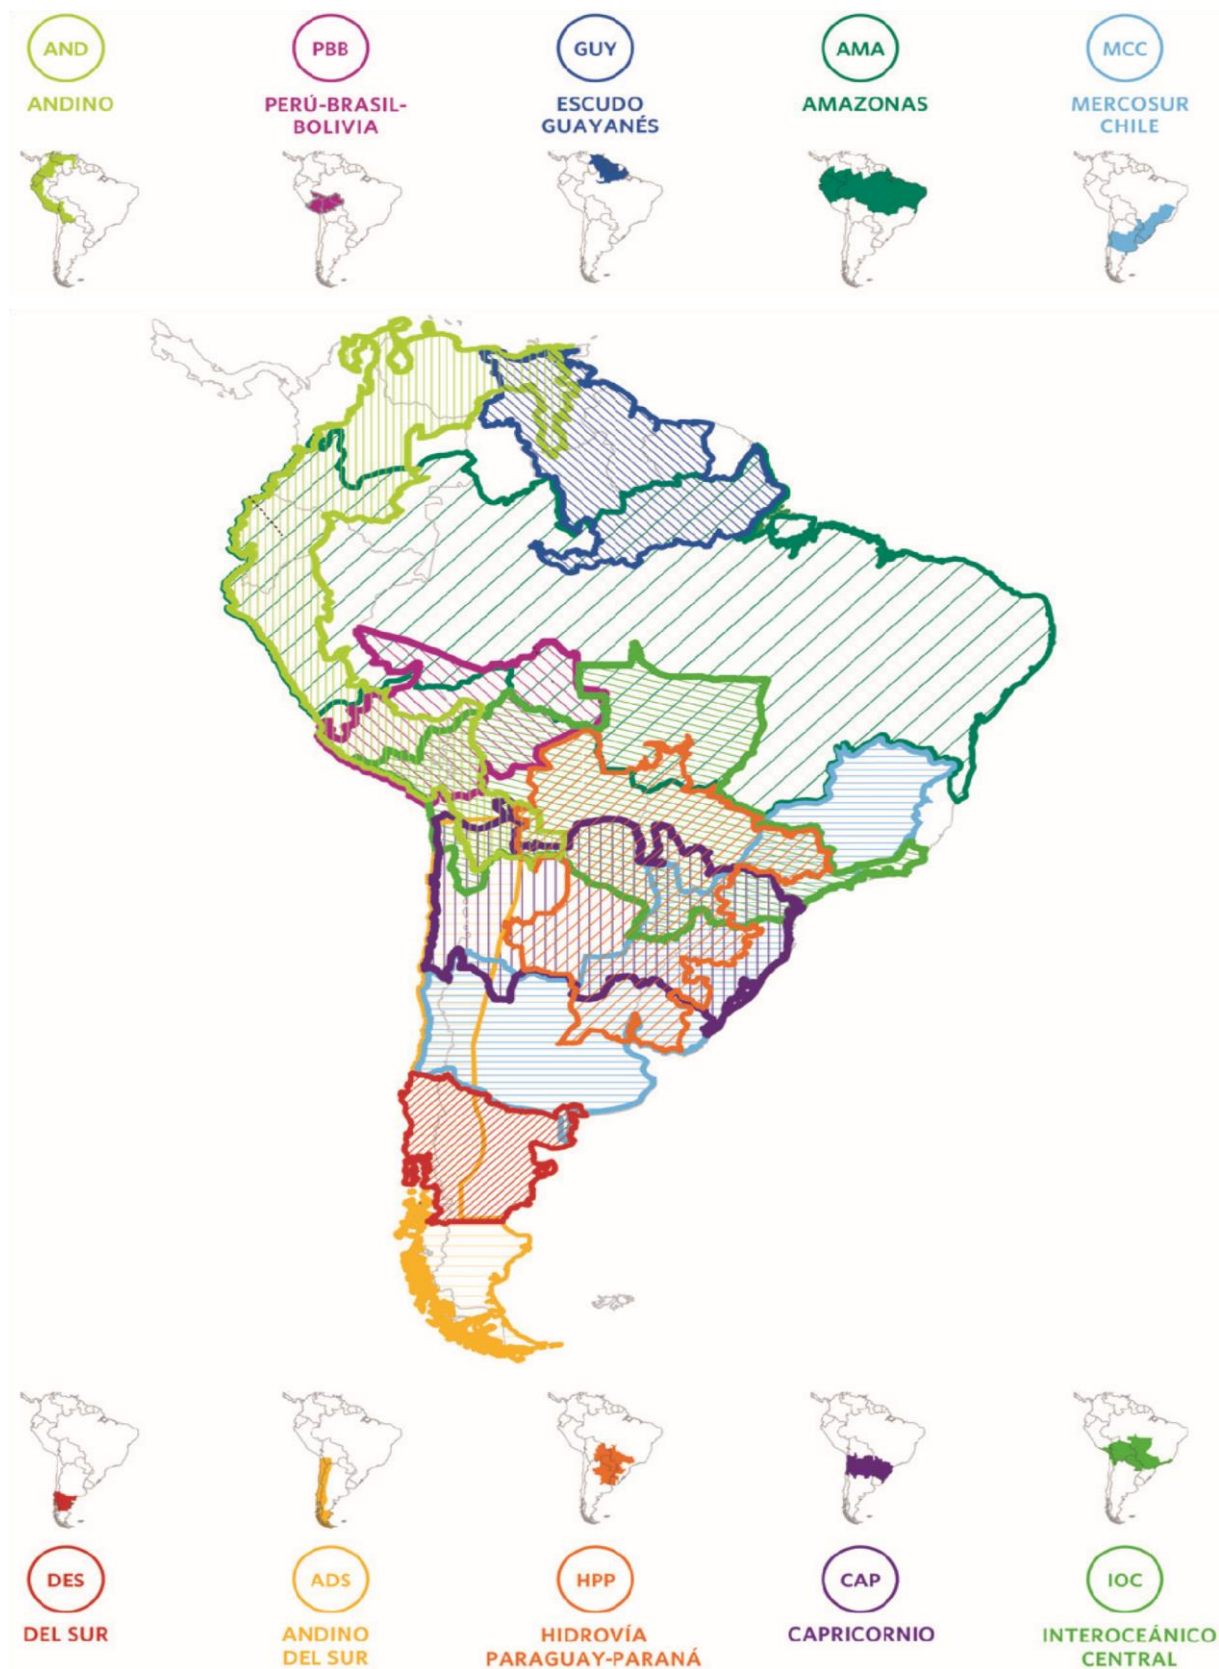 AND
PBB
GUY
AMA
MCC
ANDINO
PERÚ-BRASIL-
BOLIVIA
ESCUDO
GUAYANÉS
AMAZONAS
MERCOSUR
CHILE
DES
ADS
HPP
CAP
IOC
DEL SUR
ANDINO
DEL SUR
HIDROVÍA
PARAGUAY-PARANÁ
CAPRICORNIO
INTEROCEÁNICO
CENTRAL